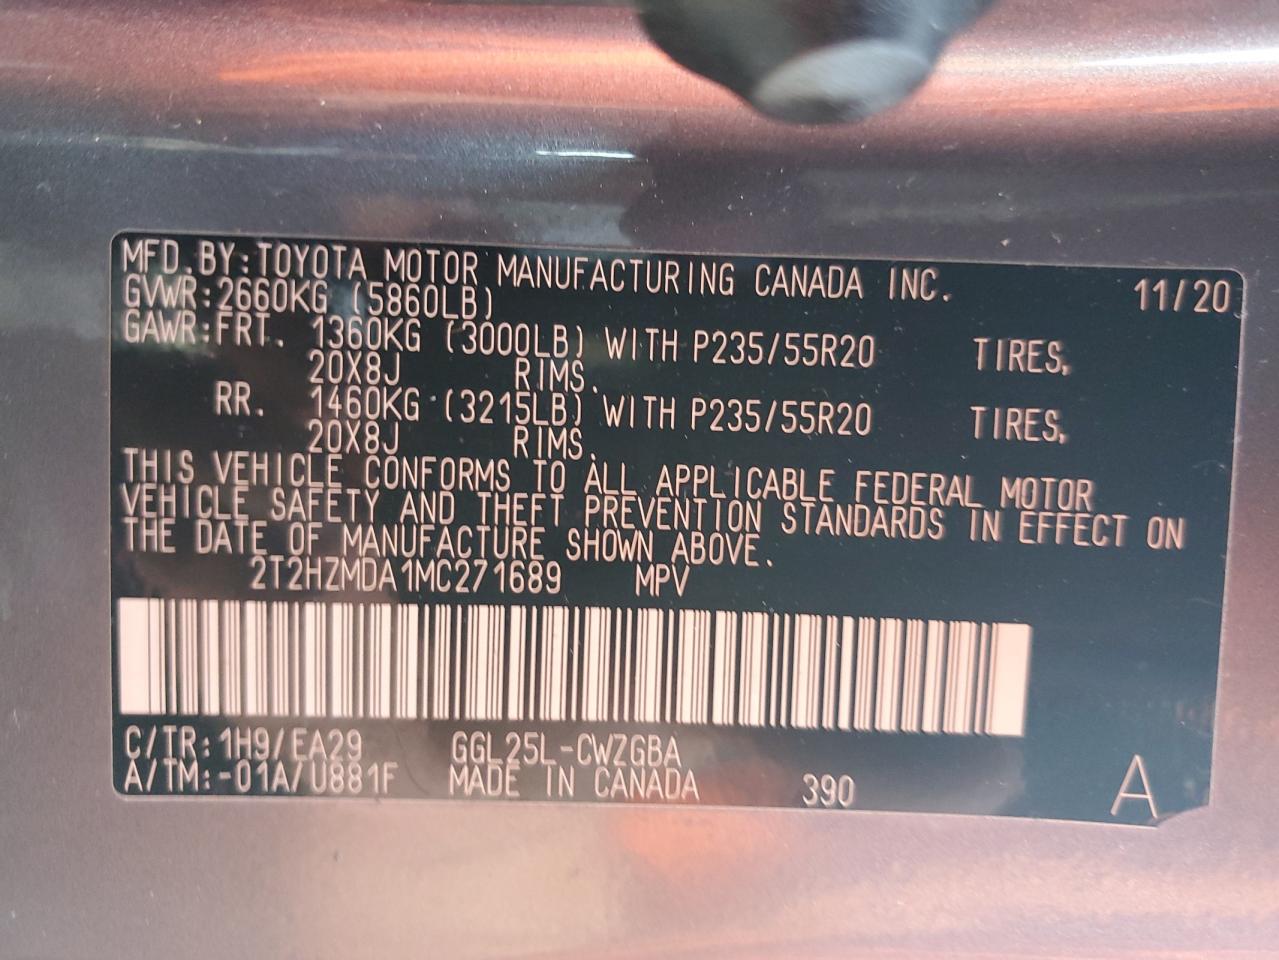 MFD.BY:TOYOTA MOTOR MANUFACTURING CANADA INC. 11/20
GVWR:2660KG (5860LB)
GAWR:FRT. 1360KG (3000LB) WITH P235/55R20 TIRES,
20X8J RIMS.
RR. 1460KG (3215LB) WITH P235/55R20 TIRES,
20X8J RIMS.
THIS VEHICLE CONFORMS TO ALL APPLICABLE FEDERAL MOTOR
VEHICLE SAFETY AND THEFT PREVENTION STANDARDS IN EFFECT ON
THE DATE OF MANUFACTURE SHOWN ABOVE.
2T2HZMDA1MC271689 MPV
C/TR:1H9/EA29 GGL25L-CWZGBA
A/TM:-01A/U881F MADE IN CANADA 390 A